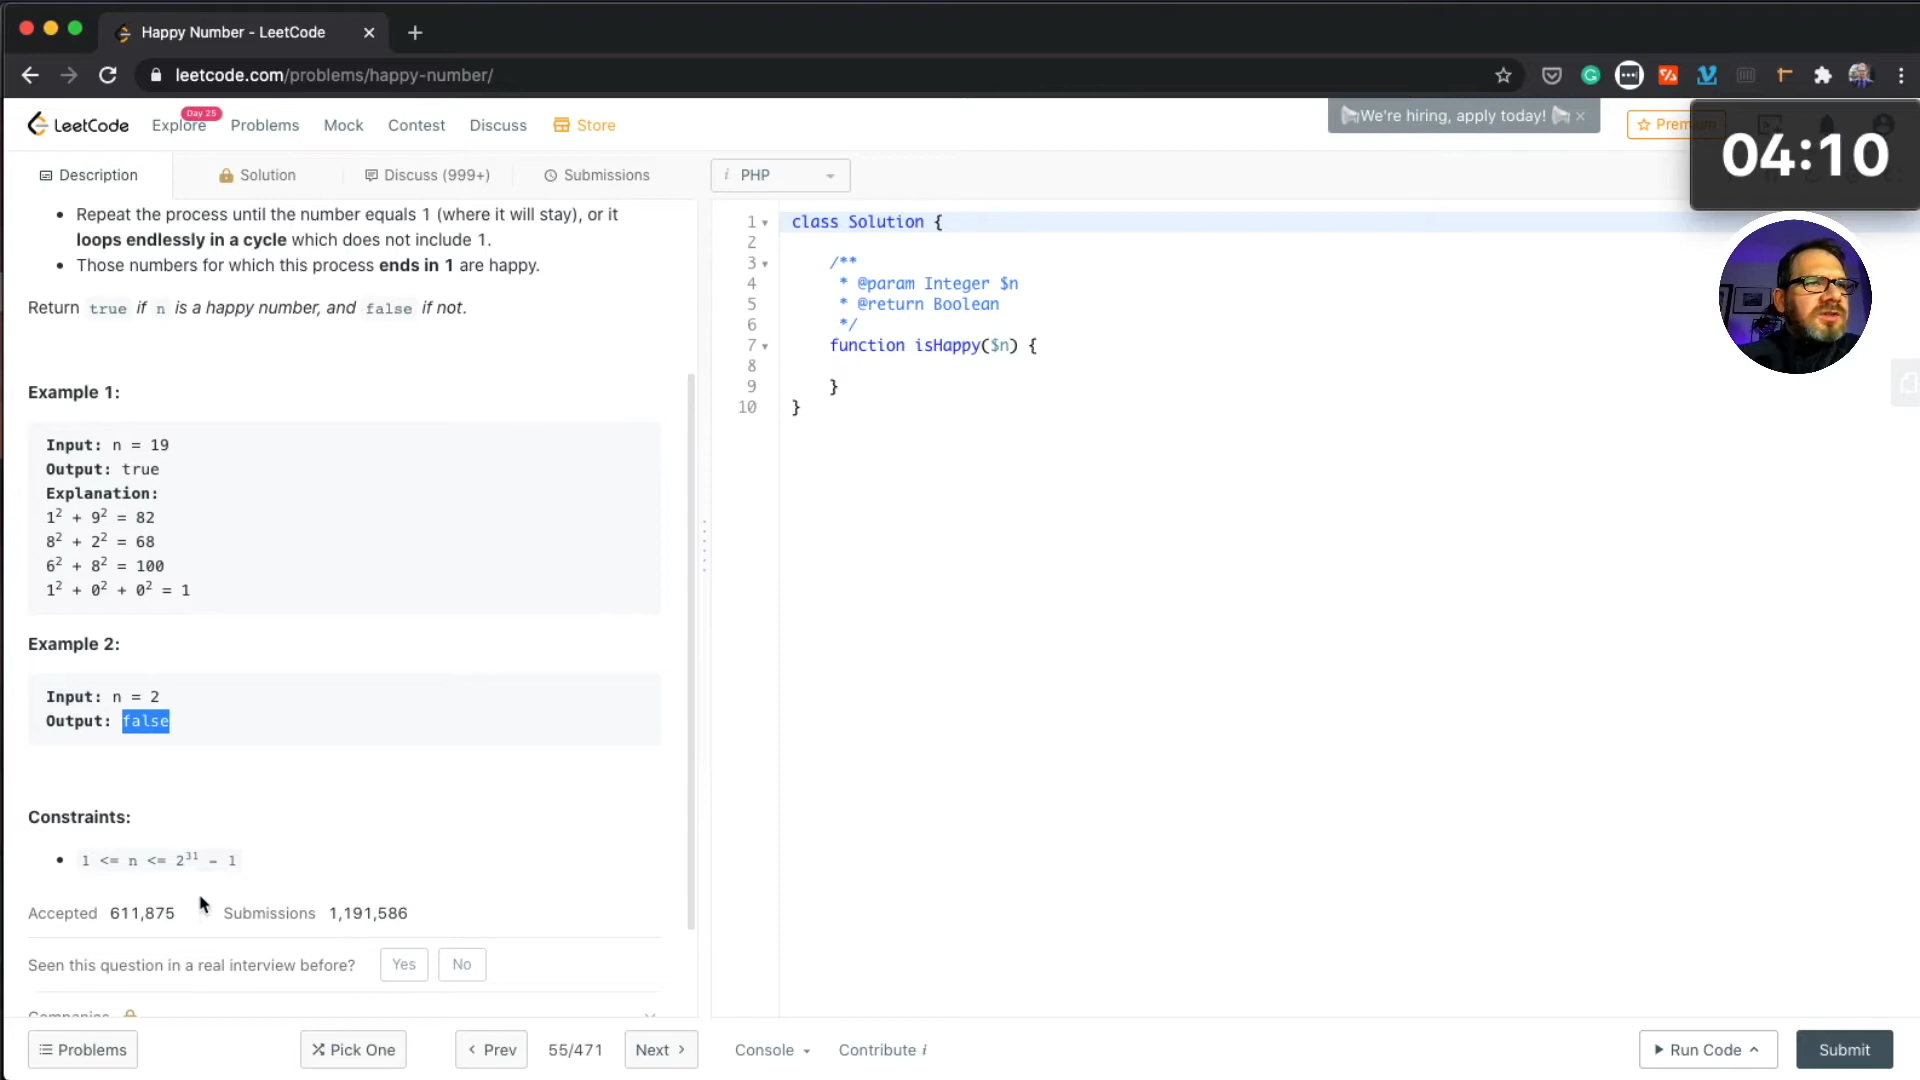 Happy Number - LeetCode
leetcode.com/problems/happy-number/
LeetCode Explore Day 25 Problems Mock Contest Discuss Store
We're hiring, apply today!
Premium
04:10
Description Solution Discuss (999+) Submissions
i PHP
• Repeat the process until the number equals 1 (where it will stay), or it
loops endlessly in a cycle which does not include 1.
• Those numbers for which this process ends in 1 are happy.
Return true if n is a happy number, and false if not.
Example 1:
Input: n = 19
Output: true
Explanation:
1² + 9² = 82
8² + 2² = 68
6² + 8² = 100
1² + 0² + 0² = 1
Example 2:
Input: n = 2
Output: false
Constraints:
• 1 <= n <= 2³¹ - 1
Accepted 611,875 Submissions 1,191,586
Seen this question in a real interview before? Yes No
Companies
1 class Solution {
2
3 /**
4 * @param Integer $n
5 * @return Boolean
6 */
7 function isHappy($n) {
8
9 }
10 }
Problems Pick One Prev 55/471 Next Console Contribute i Run Code Submit